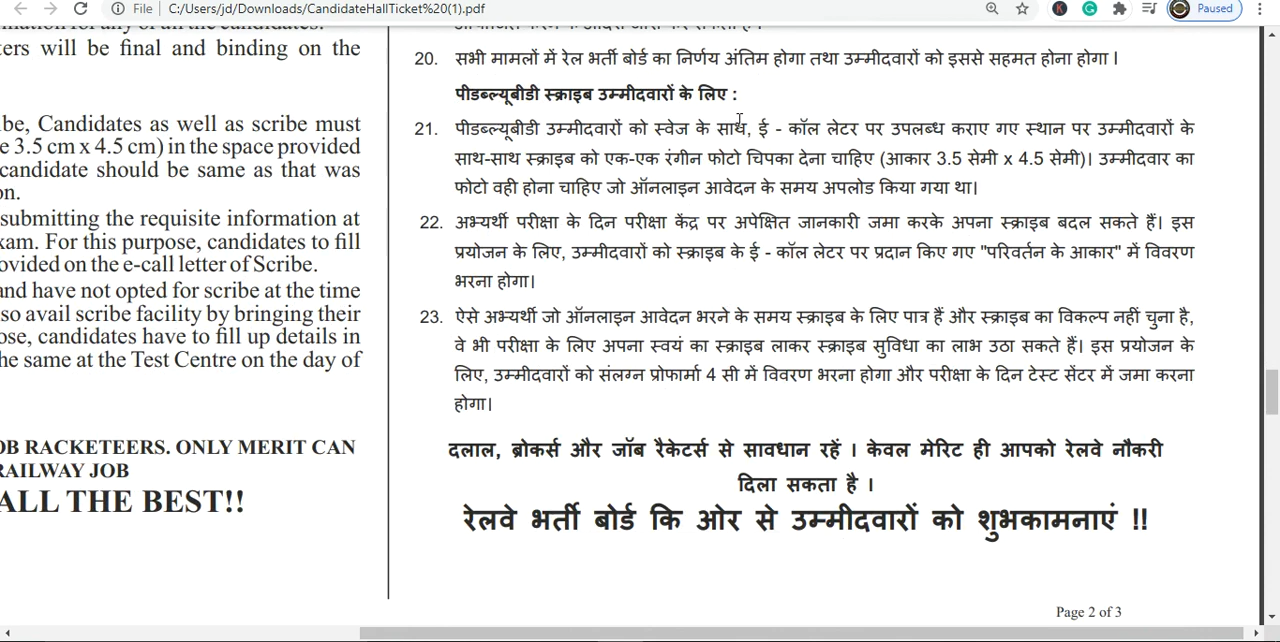 File
C:/Users/jd/Downloads/CandidateHallTicket%20(1).pdf
Paused
ters will be final and binding on the
be, Candidates as well as scribe must
e 3.5 cm x 4.5 cm) in the space provided
candidate should be same as that was
on.
submitting the requisite information at
xam. For this purpose, candidates to fill
ovided on the e-call letter of Scribe.
and have not opted for scribe at the time
so avail scribe facility by bringing their
ose, candidates have to fill up details in
he same at the Test Centre on the day of
OB RACKETEERS. ONLY MERIT CAN
RAILWAY JOB
ALL THE BEST!!
20. सभी मामलों में रेल भर्ती बोर्ड का निर्णय अंतिम होगा तथा उम्मीदवारों को इससे सहमत होना होगा ।
पीडब्ल्यूबीडी स्क्राइब उम्मीदवारों के लिए :
21. पीडब्ल्यूबीडी उम्मीदवारों को स्वेज के साथ, ई - कॉल लेटर पर उपलब्ध कराए गए स्थान पर उम्मीदवारों के
साथ-साथ स्क्राइब को एक-एक रंगीन फोटो चिपका देना चाहिए (आकार 3.5 सेमी x 4.5 सेमी)। उम्मीदवार का
फोटो वही होना चाहिए जो ऑनलाइन आवेदन के समय अपलोड किया गया था।
22. अभ्यर्थी परीक्षा के दिन परीक्षा केंद्र पर अपेक्षित जानकारी जमा करके अपना स्क्राइब बदल सकते हैं। इस
प्रयोजन के लिए, उम्मीदवारों को स्क्राइब के ई - कॉल लेटर पर प्रदान किए गए "परिवर्तन के आकार" में विवरण
भरना होगा।
23. ऐसे अभ्यर्थी जो ऑनलाइन आवेदन भरने के समय स्क्राइब के लिए पात्र हैं और स्क्राइब का विकल्प नहीं चुना है,
वे भी परीक्षा के लिए अपना स्वयं का स्क्राइब लाकर स्क्राइब सुविधा का लाभ उठा सकते हैं। इस प्रयोजन के
लिए, उम्मीदवारों को संलग्न प्रोफार्मा 4 सी में विवरण भरना होगा और परीक्षा के दिन टेस्ट सेंटर में जमा करना
होगा।
दलाल, ब्रोकर्स और जॉब रैकेटर्स से सावधान रहें । केवल मेरिट ही आपको रेलवे नौकरी
दिला सकता है ।
रेलवे भर्ती बोर्ड कि ओर से उम्मीदवारों को शुभकामनाएं !!
Page 2 of 3